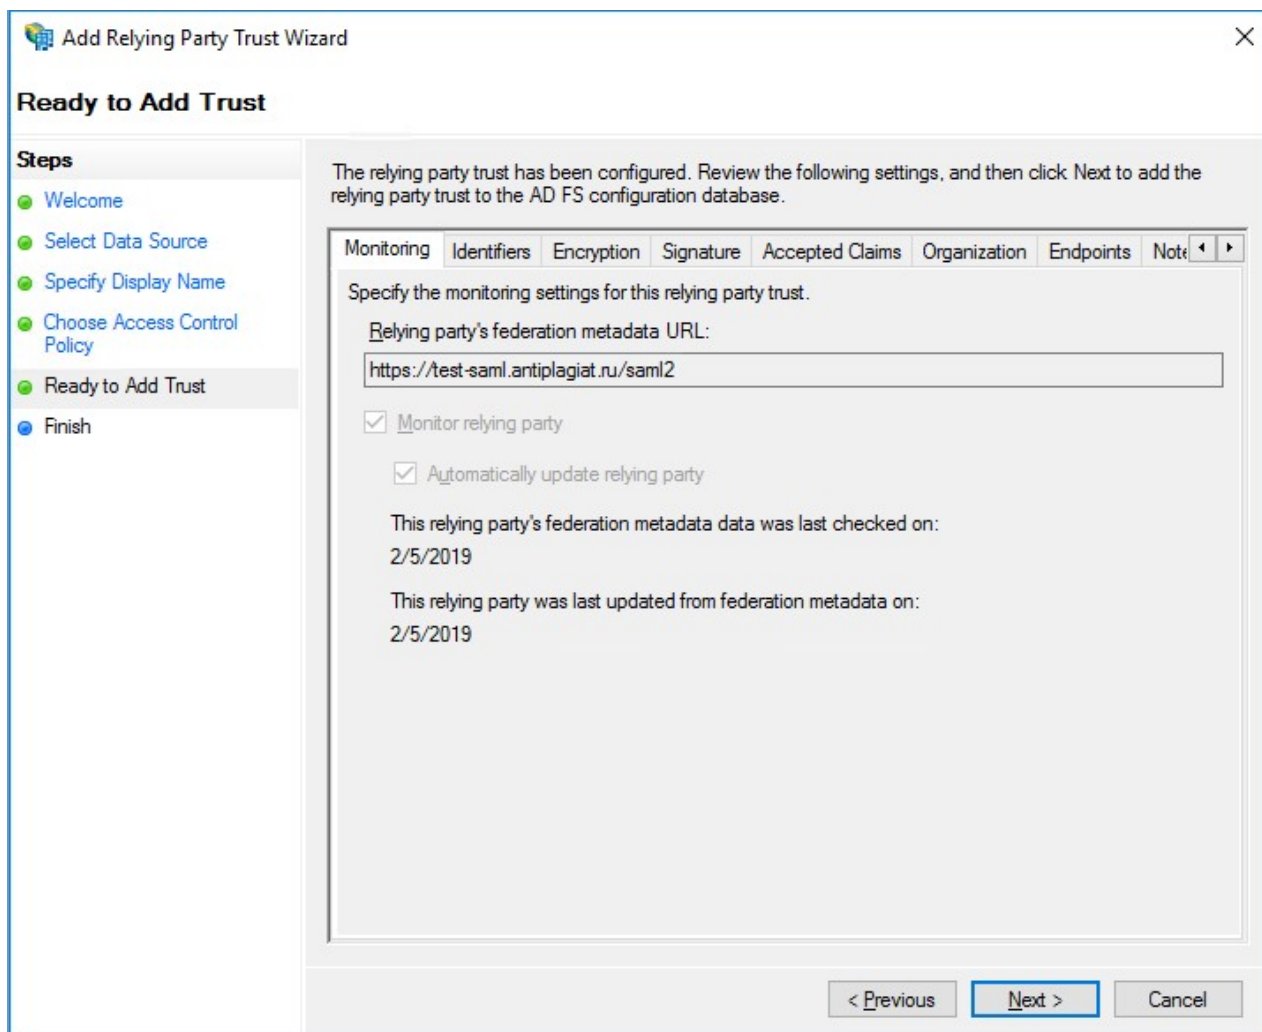 Add Relying Party Trust Wizard
Ready to Add Trust
Steps
Welcome
Select Data Source
Specify Display Name
Choose Access Control
Policy
Ready to Add Trust
Finish
The relying party trust has been configured. Review the following settings, and then click Next to add the
relying party trust to the AD FS configuration database.
Monitoring Identifiers Encryption Signature Accepted Claims Organization Endpoints
Specify the monitoring settings for this relying party trust.
Relying party's federation metadata URL:
https://test-saml.antiplagiat.ru/saml2
Monitor relying party
Automatically update relying party
This relying party's federation metadata data was last checked on:
2/5/2019
This relying party was last updated from federation metadata on:
2/5/2019
< Previous Next > Cancel